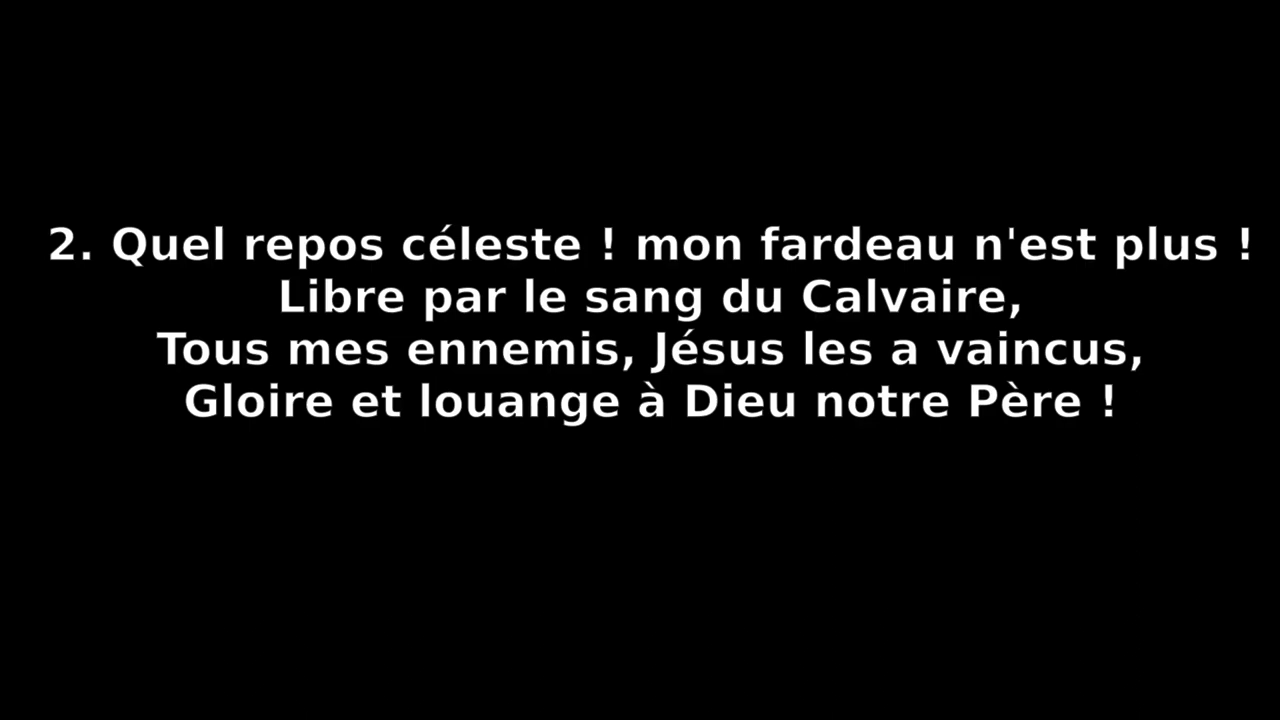 2. Quel repos céleste ! mon fardeau n'est plus !
Libre par le sang du Calvaire,
Tous mes ennemis, Jésus les a vaincus,
Gloire et louange à Dieu notre Père !